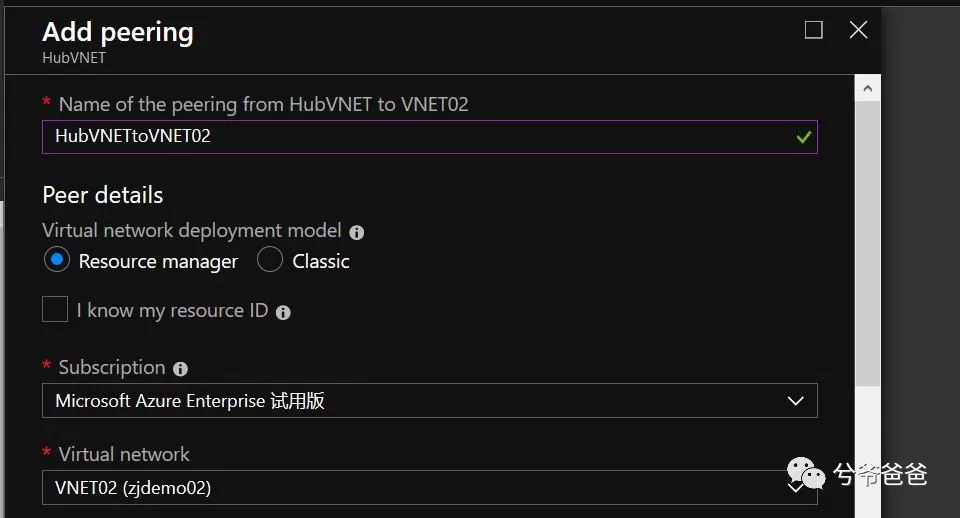 Add peering
HubVNET
* Name of the peering from HubVNET to VNET02
HubVNETtoVNET02
Peer details
Virtual network deployment model
Resource manager Classic
I know my resource ID
* Subscription
Microsoft Azure Enterprise 试用版
* Virtual network
VNET02 (zjdemo02)
兮爷爸爸